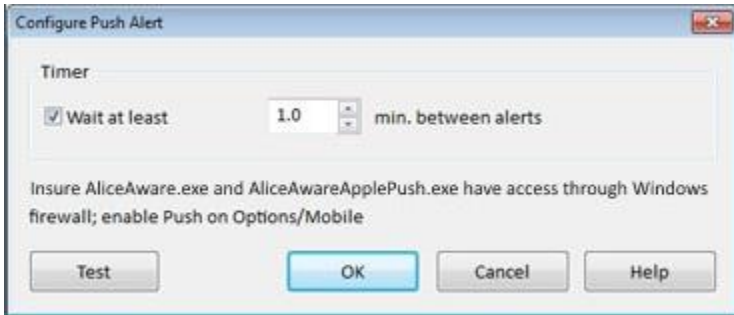 Configure Push Alert
Timer
Wait at least 1.0 min. between alerts
Insure AliceAware.exe and AliceAwareApplePush.exe have access through Windows
firewall; enable Push on Options/Mobile
Test OK Cancel Help